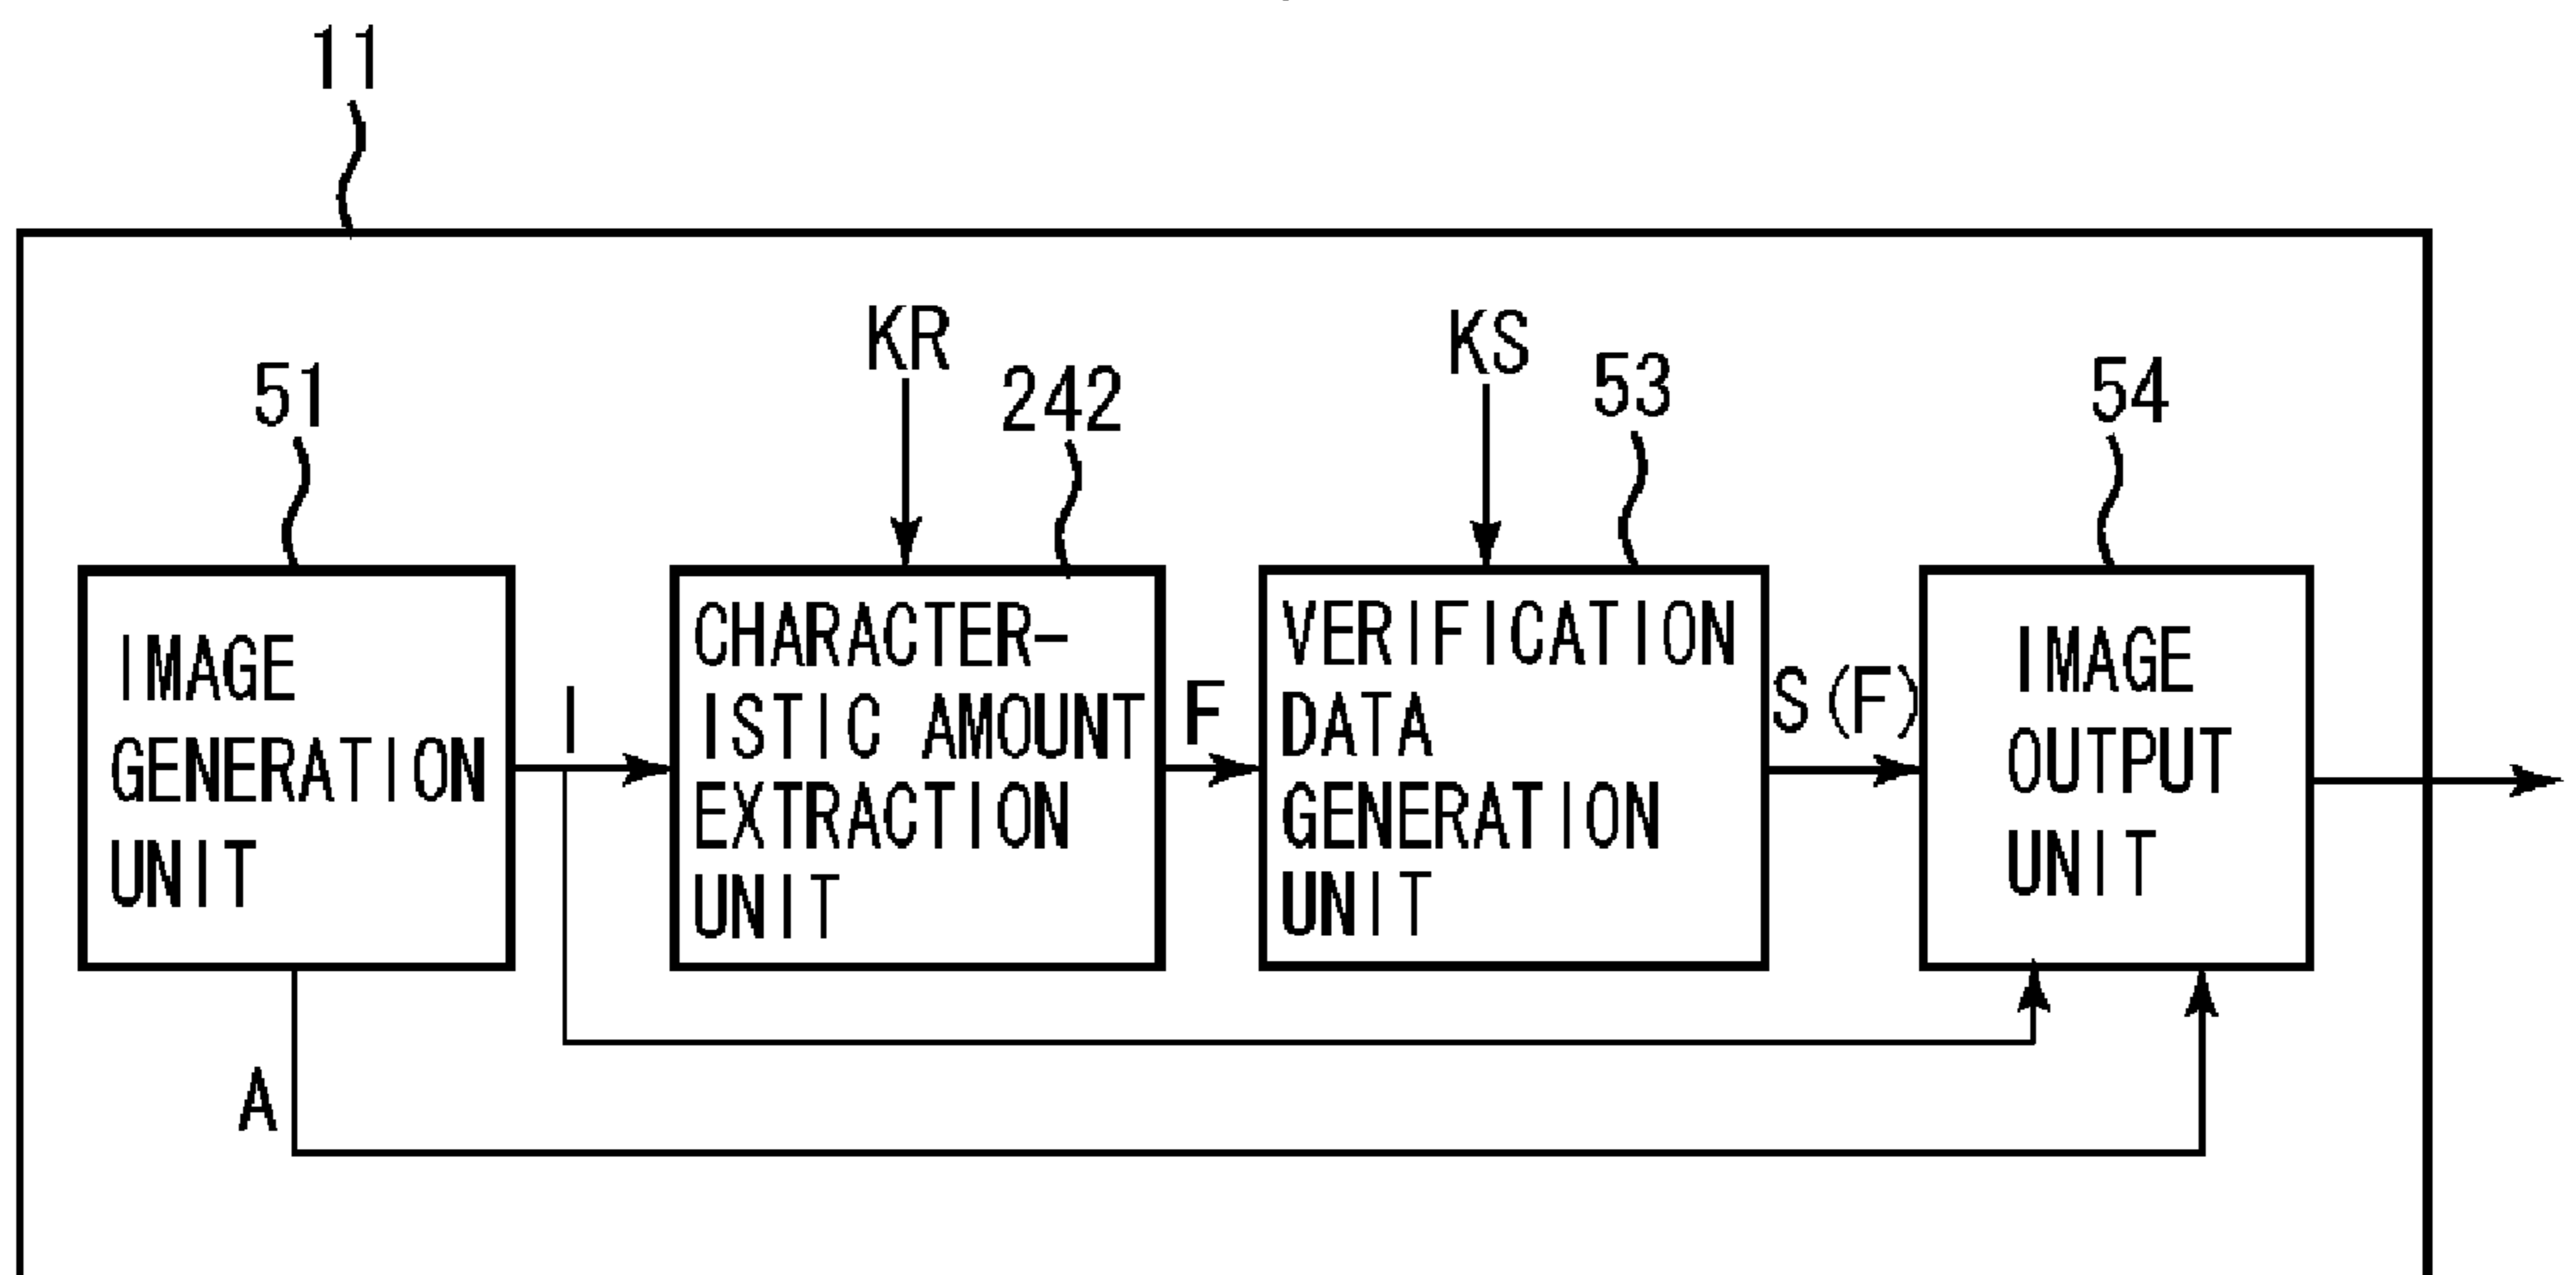 11
KR
KS
51
242
53
54
IMAGE
GENERATION
UNIT
I
CHARACTER-
ISTIC AMOUNT
EXTRACTION
UNIT
F
VERIFICATION
DATA
GENERATION
UNIT
S(F)
IMAGE
OUTPUT
UNIT
A